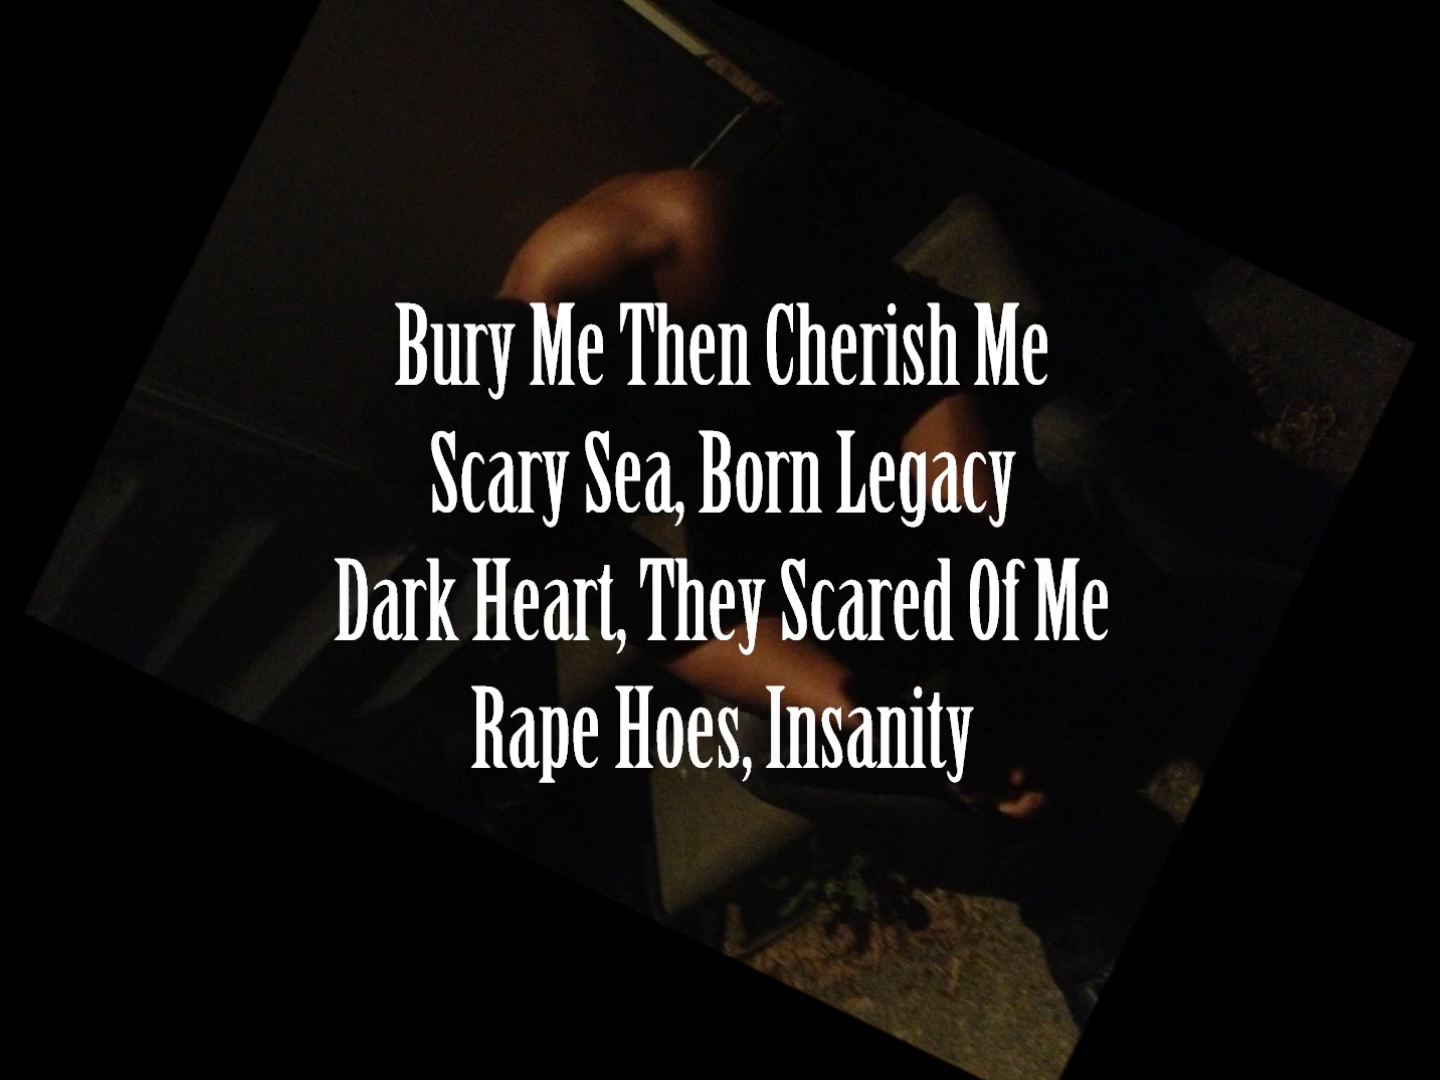 Bury Me Then Cherish Me
Scary Sea, Born Legacy
Dark Heart, They Scared Of Me
Rape Hoes, Insanity